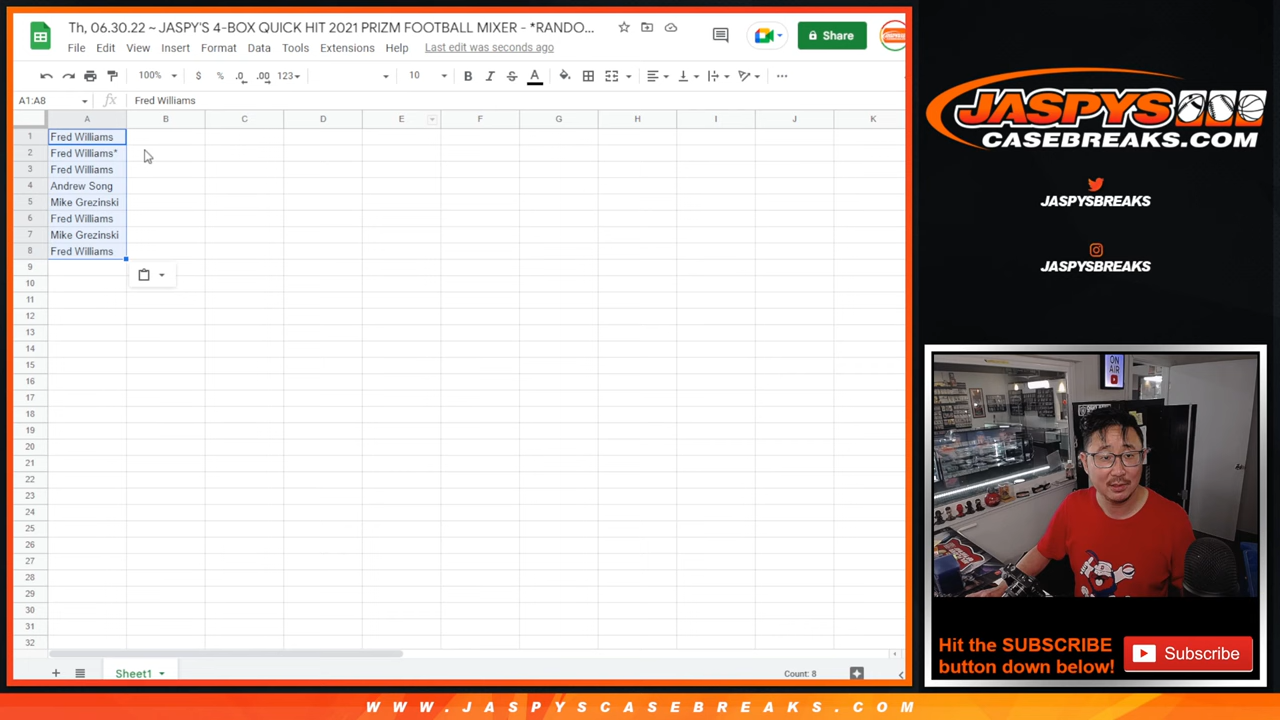 Th, 06.30.22 ~ JASPY'S 4-BOX QUICK HIT 2021 PRIZM FOOTBALL MIXER - *RANDO...
File Edit View Insert Format Data Tools Extensions Help Last edit was seconds ago
Share
100% $ % .0 .00 123 10 B I S A
A1:A8 fx Fred Williams
A B C D E F G H I J K
1 Fred Williams
2 Fred Williams*
3 Fred Williams
4 Andrew Song
5 Mike Grezinski
6 Fred Williams
7 Mike Grezinski
8 Fred Williams
9
10
11
12
13
14
15
16
17
18
19
20
21
22
23
24
25
26
27
28
29
30
31
32
Sheet1
Count: 8
JASPYS
CASEBREAKS.COM
JASPYSBREAKS
JASPYSBREAKS
ON
AIR
Hit the SUBSCRIBE
button down below!
Subscribe
WWW.JASPYSCASEBREAKS.COM